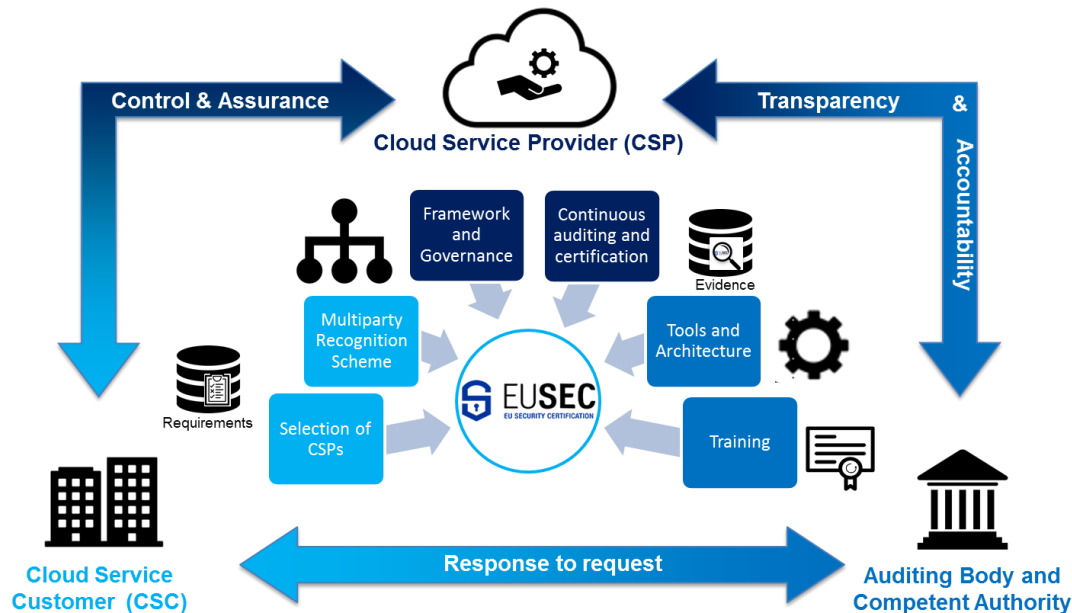 Control & Assurance
Transparency
&
Accountability
Cloud Service Provider (CSP)
Framework
and
Governance
Continuous
auditing and
certification
Evidence
Multiparty
Recognition
Scheme
Tools and
Architecture
Requirements
Selection of
CSPs
EUSEC
EU SECURITY CERTIFICATION
Training
Response to request
Cloud Service
Customer (CSC)
Auditing Body and
Competent Authority